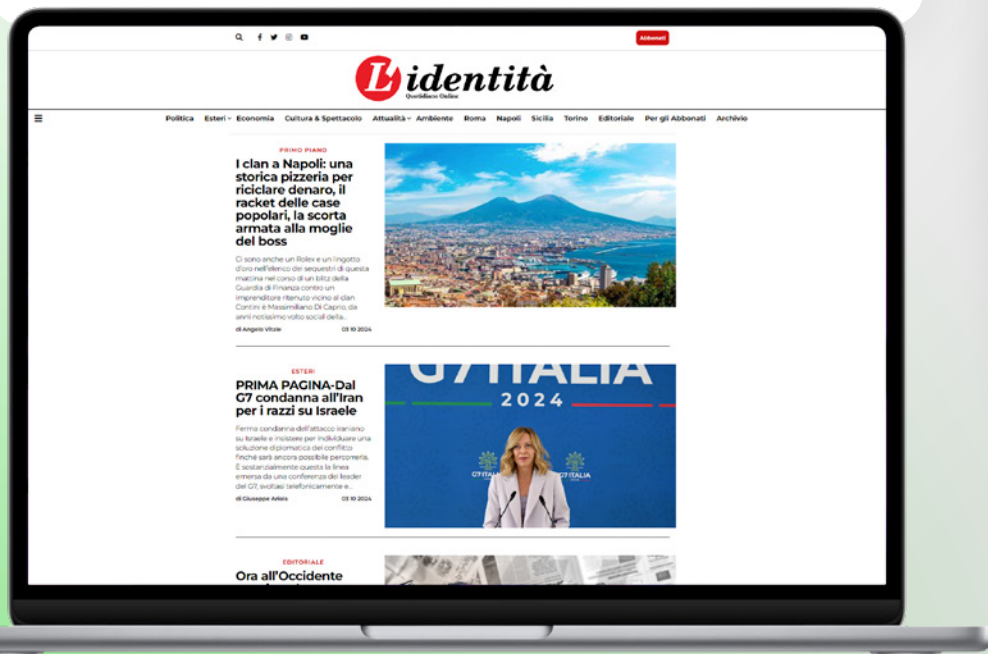 Abbonati
L'identità
Quotidiano Online
Politica Esteri Economia Cultura & Spettacolo Attualità Ambiente Roma Napoli Sicilia Torino Editoriale Per gli Abbonati Archivio
PRIMO PIANO
I clan a Napoli: una
storica pizzeria per
riciclare denaro, il
racket delle case
popolari, la scorta
armata alla moglie
del boss
Ci sono anche un Rolex e un lingotto
d'oro nell'elenco dei sequestri di questa
mattina nel corso di un blitz della
Guardia di Finanza contro un
imprenditore ritenuto vicino al clan
Contini è Massimiliano Di Caprio, da
anni notissimo volto social della...
di Angelo Vitale 03 10 2024
ESTERI
PRIMA PAGINA-Dal
G7 condanna all'Iran
per i razzi su Israele
Ferma condanna dell'attacco iraniano
su Israele e insistere per individuare una
soluzione diplomatica del conflitto
finché sarà ancora possibile percorrerla.
È sostanzialmente questa la linea
emersa da una conferenza dei leader
del G7, svoltasi telefonicamente e...
di Giuseppe Ariola 03 10 2024
G7 ITALIA
2024
G7 ITALIA
G7 ITALIA
EDITORIALE
Ora all'Occidente